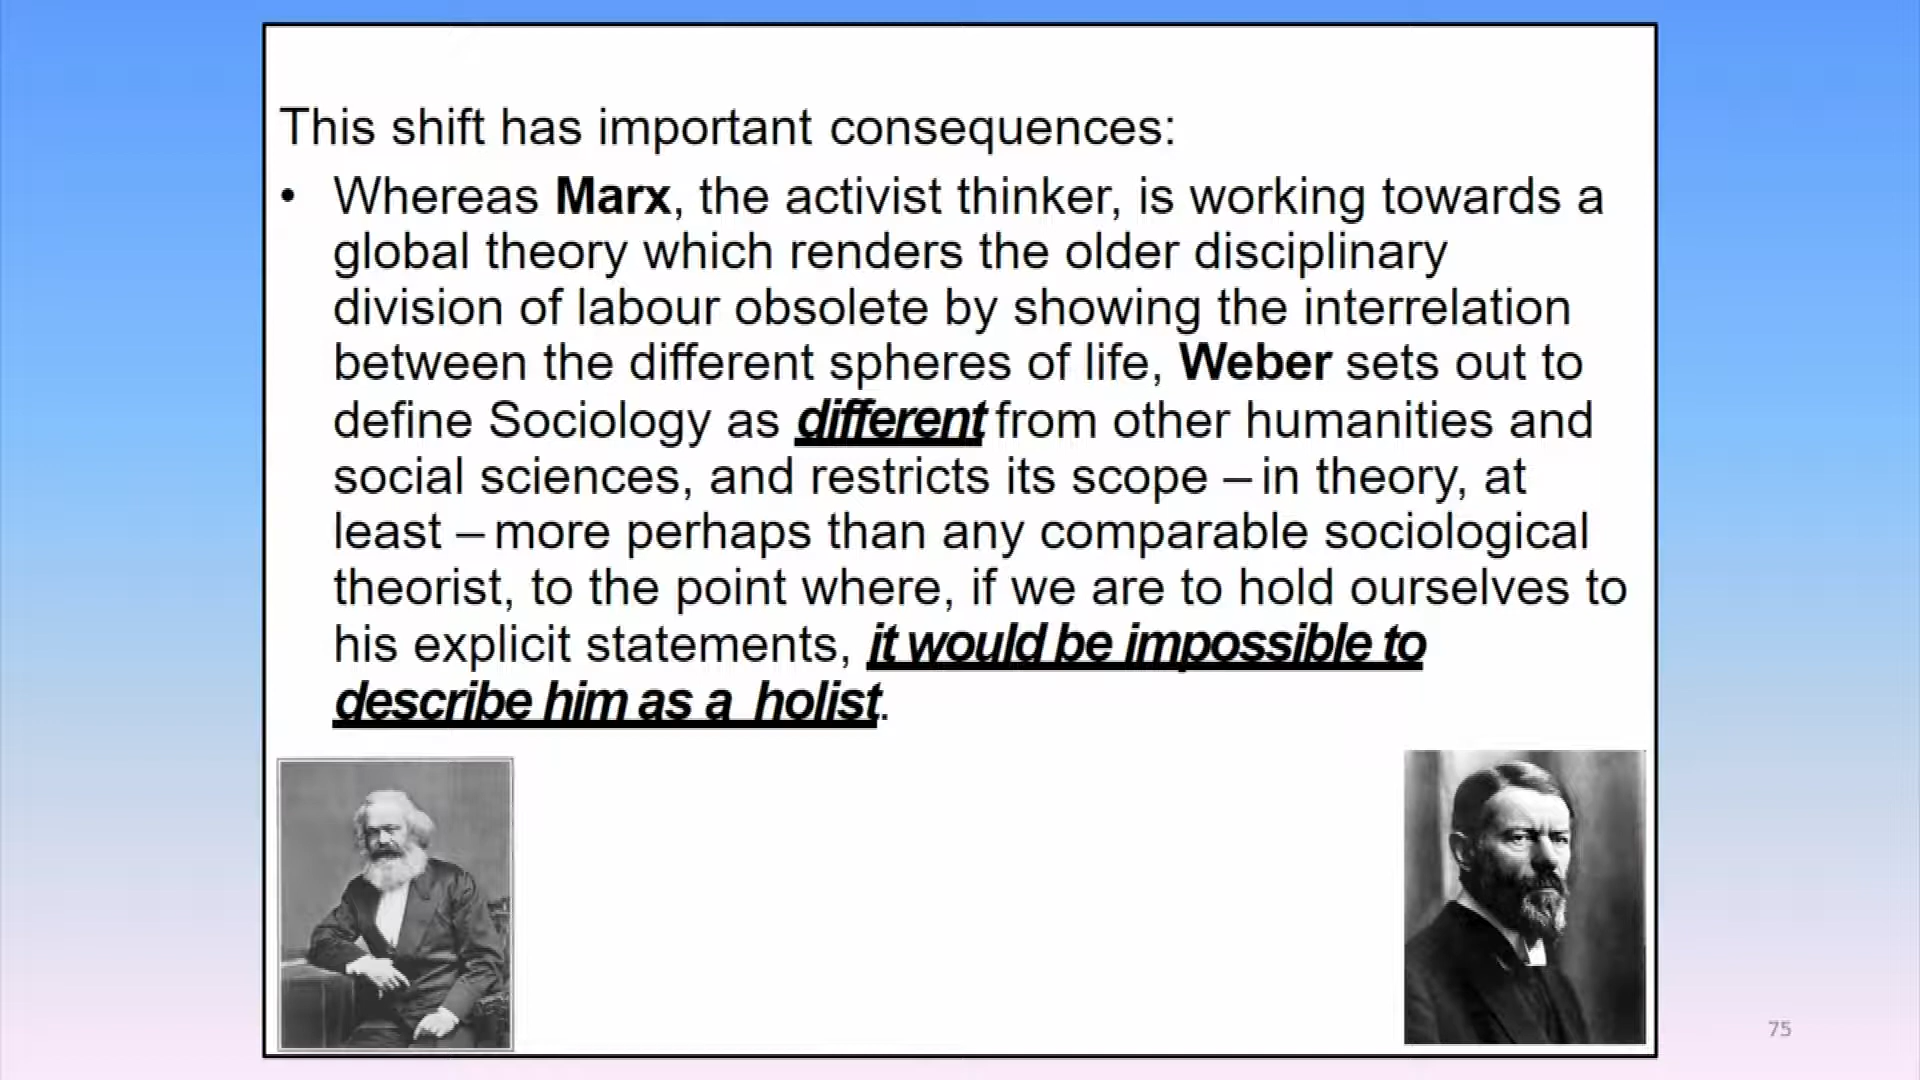 This shift has important consequences:
• Whereas Marx, the activist thinker, is working towards a
global theory which renders the older disciplinary
division of labour obsolete by showing the interrelation
between the different spheres of life, Weber sets out to
define Sociology as different from other humanities and
social sciences, and restricts its scope – in theory, at
least – more perhaps than any comparable sociological
theorist, to the point where, if we are to hold ourselves to
his explicit statements, it would be impossible to
describe him as a holist.
75